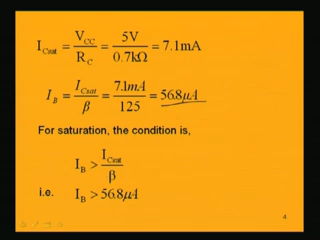 I_Csat = V_CC / R_C = 5V / 0.7kΩ = 7.1mA
I_B = I_Csat / β = 7.1mA / 125 = 56.8μA
For saturation, the condition is,
I_B > I_Csat / β
i.e. I_B > 56.8μA
4